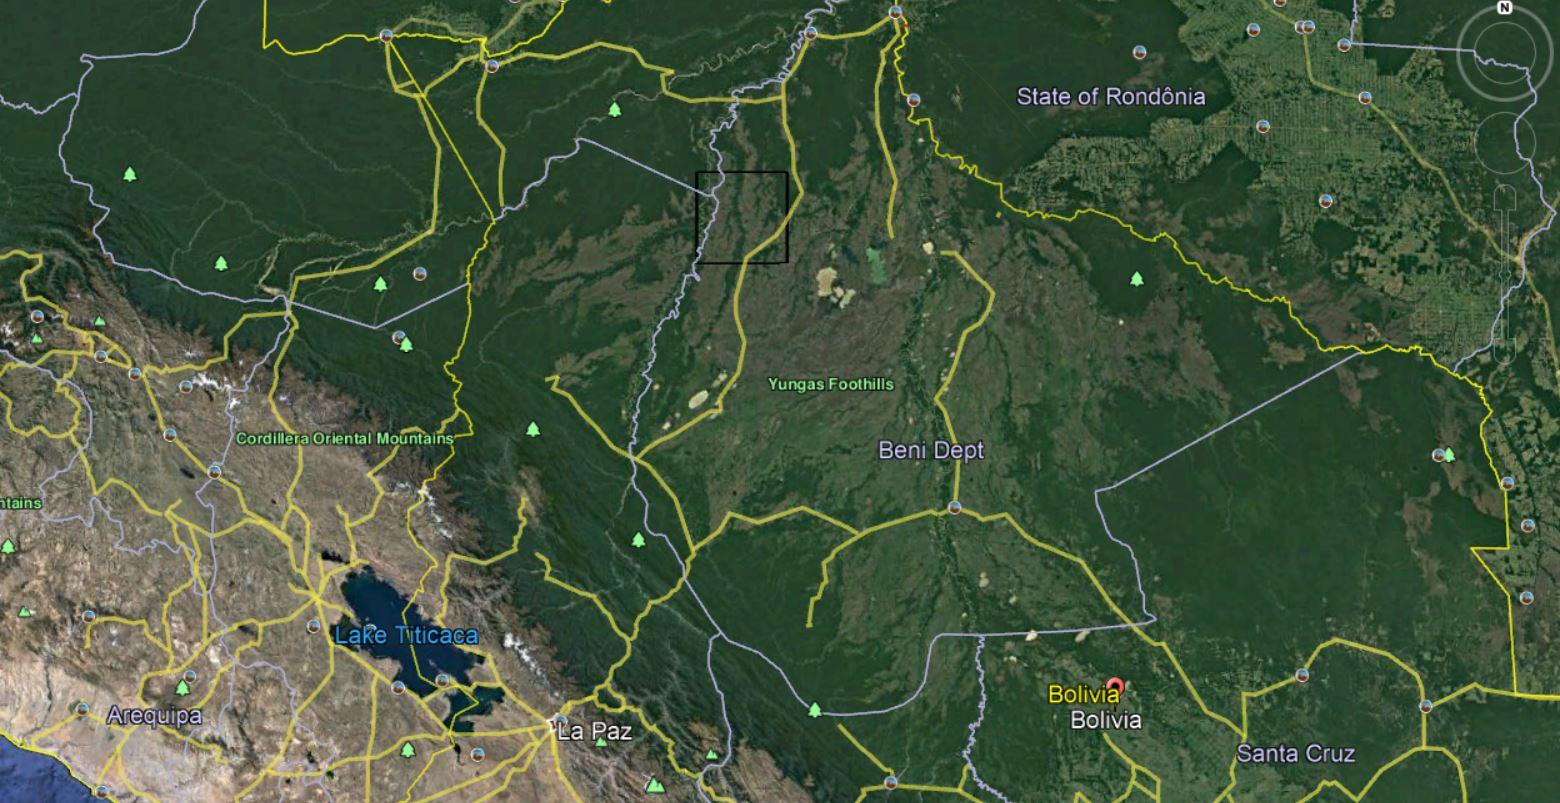 N
State of Rondônia
Yungas Foothills
Cordillera Oriental Mountains
Beni Dept
ntains
Lake Titicaca
Bolivia
Bolivia
Arequipa
La Paz
Santa Cruz